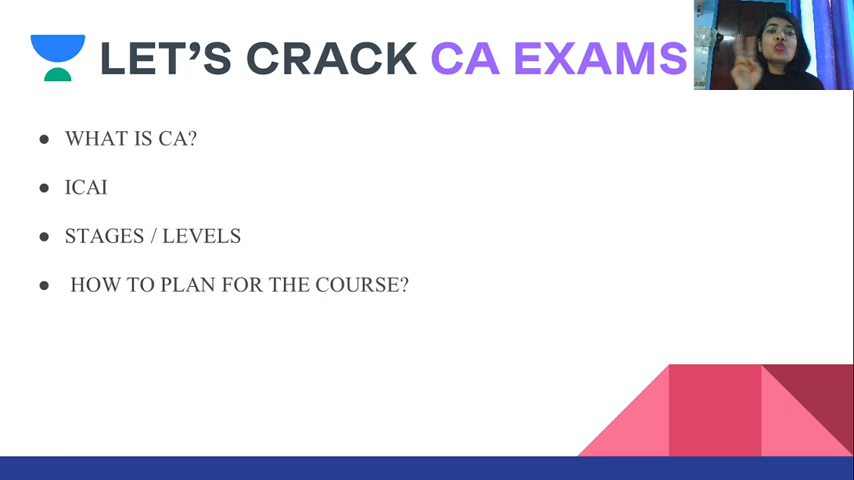 LET'S CRACK CA EXAMS
● WHAT IS CA?
● ICAI
● STAGES / LEVELS
● HOW TO PLAN FOR THE COURSE?